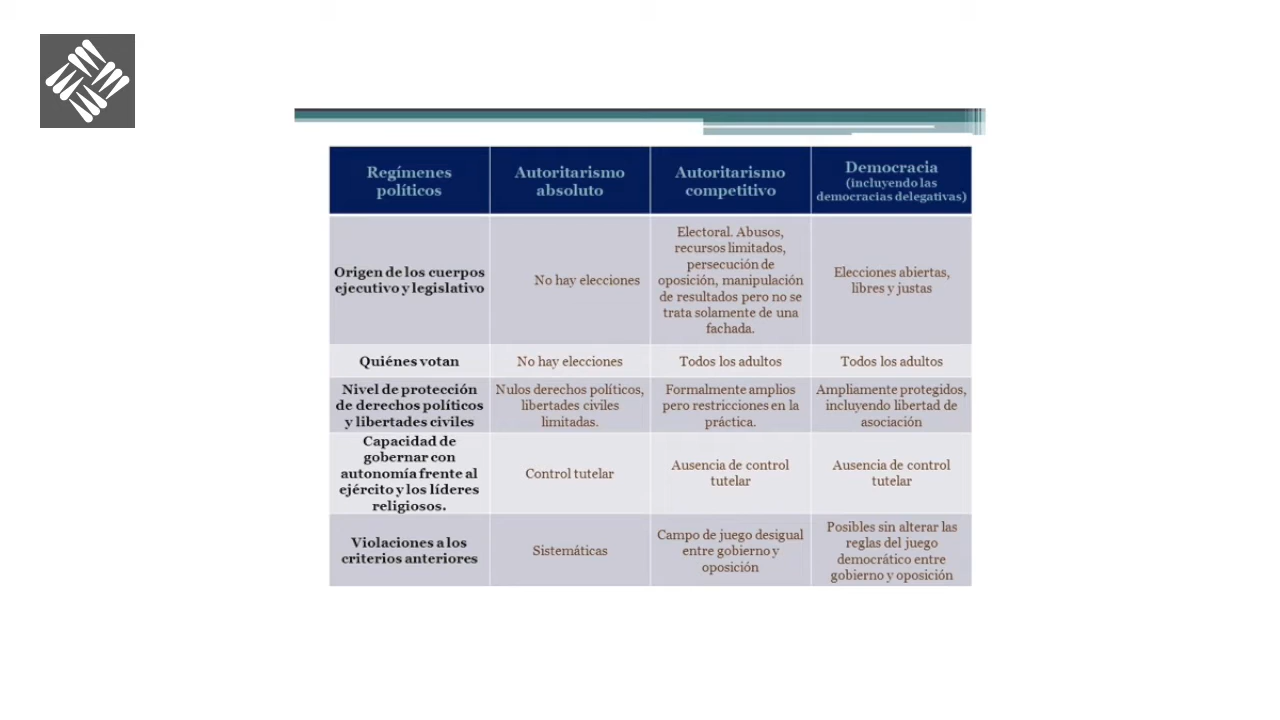 Regímenes
políticos
Autoritarismo
absoluto
Autoritarismo
competitivo
Democracia
(incluyendo las
democracias delegativas)
Origen de los cuerpos
ejecutivo y legislativo
No hay elecciones
Electoral. Abusos,
recursos limitados,
persecución de
oposición, manipulación
de resultados pero no se
trata solamente de una
fachada.
Elecciones abiertas,
libres y justas
Quiénes votan
No hay elecciones
Todos los adultos
Todos los adultos
Nivel de protección
de derechos políticos
y libertades civiles
Nulos derechos políticos,
libertades civiles
limitadas.
Formalmente amplios
pero restricciones en la
práctica.
Ampliamente protegidos,
incluyendo libertad de
asociación
Capacidad de
gobernar con
autonomía frente al
ejército y los líderes
religiosos.
Control tutelar
Ausencia de control
tutelar
Ausencia de control
tutelar
Violaciones a los
criterios anteriores
Sistemáticas
Campo de juego desigual
entre gobierno y
oposición
Posibles sin alterar las
reglas del juego
democrático entre
gobierno y oposición